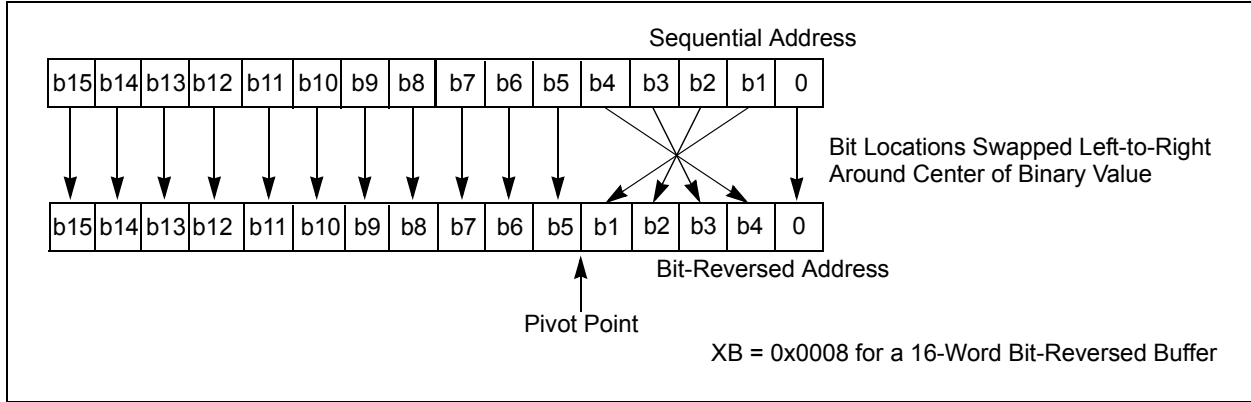 Sequential Address
b15 b14 b13 b12 b11 b10 b9 b8 b7 b6 b5 b4 b3 b2 b1 0
Bit Locations Swapped Left-to-Right
Around Center of Binary Value
b15 b14 b13 b12 b11 b10 b9 b8 b7 b6 b5 b1 b2 b3 b4 0
Bit-Reversed Address
Pivot Point
XB = 0x0008 for a 16-Word Bit-Reversed Buffer